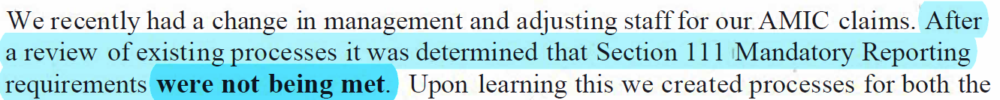 We recently had a change in management and adjusting staff for our AMIC claims. After
a review of existing processes it was determined that Section 111 Mandatory Reporting
requirements were not being met. Upon learning this we created processes for both the